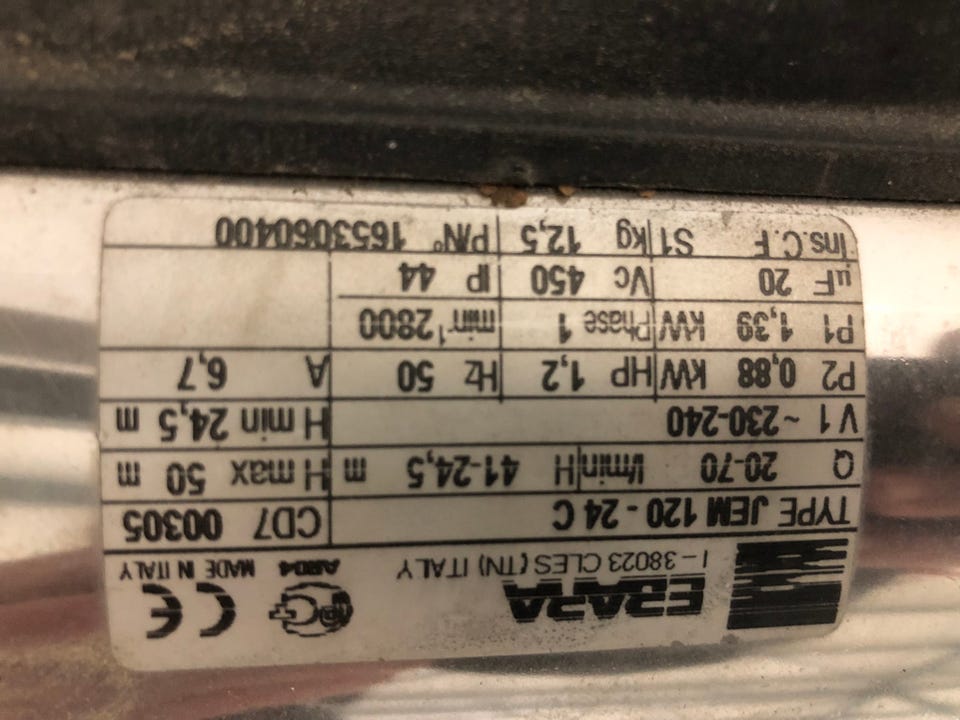 EBARA
I - 38023 CLES (TN) ITALY
MADE IN ITALY
CE
TYPE JEM 120 - 24 C CD7 00305
Q 20-70 l/min H 41-24,5 m H max 50 m
V 1 ~ 230-240 H min 24,5 m
P2 0,88 kW HP 1,2 Hz 50 A 6,7
P1 1,39 kW Phase 1 min⁻¹ 2800
µF 20 Vc 450 IP 44
Ins.C.F S1 kg 12,5 P/N° 1653060400